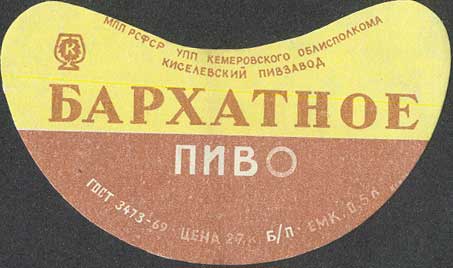 МПП РСФСР УПП КЕМЕРОВСКОГО ОБЛИСПОЛКОМА
КИСЕЛЕВСКИЙ ПИВЗАВОД
К
БАРХАТНОЕ
ПИВО
ГОСТ 3473-69 · ЦЕНА 27 к. Б/П · ЕМК. 0,5 л.